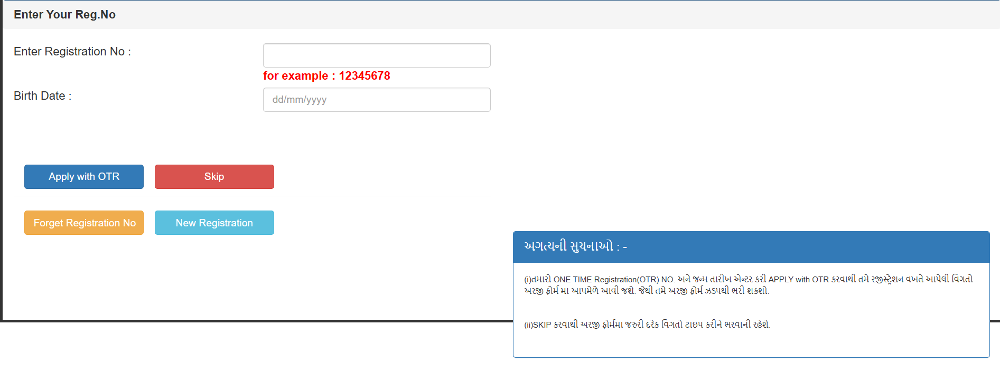 Enter Your Reg.No
Enter Registration No :
for example : 12345678
Birth Date :
dd/mm/yyyy
Apply with OTR
Skip
Forget Registration No
New Registration
અગત્યની સુચનાઓ : -
(i)તમારો ONE TIME Registration(OTR) NO. અને જન્મ તારીખ એન્ટર કરી APPLY with OTR કરવાથી તમે રજીસ્ટ્રેશન વખતે આપેલી વિગતો
અરજી ફોર્મ મા આપમેળે આવી જશે. જેથી તમે અરજી ફોર્મ ઝડપથી ભરી શકશો.
(ii)SKIP કરવાથી અરજી ફોર્મમા જરુરી દરેક વિગતો ટાઇપ કરીને ભરવાની રહેશે.